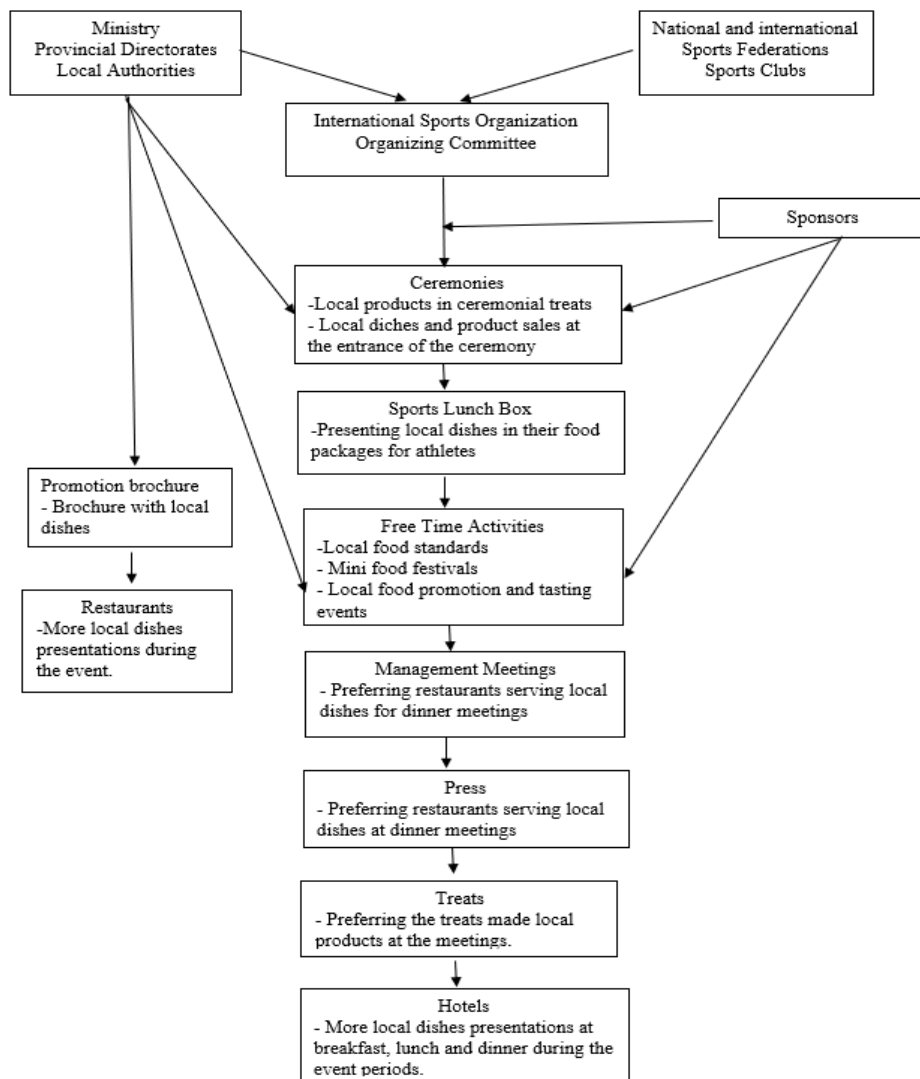 Ministry
Provincial Directorates
Local Authorities
National and international
Sports Federations
Sports Clubs
International Sports Organization
Organizing Committee
Sponsors
Ceremonies
-Local products in ceremonial treats
- Local diches and product sales at
the entrance of the ceremony
Sports Lunch Box
-Presenting local dishes in their food
packages for athletes
Promotion brochure
- Brochure with local
dishes
Free Time Activities
-Local food standards
- Mini food festivals
- Local food promotion and tasting
events
Restaurants
-More local dishes
presentations during
the event.
Management Meetings
- Preferring restaurants serving local
dishes for dinner meetings
Press
- Preferring restaurants serving local
dishes at dinner meetings
Treats
- Preferring the treats made local
products at the meetings.
Hotels
- More local dishes presentations at
breakfast, lunch and dinner during the
event periods.